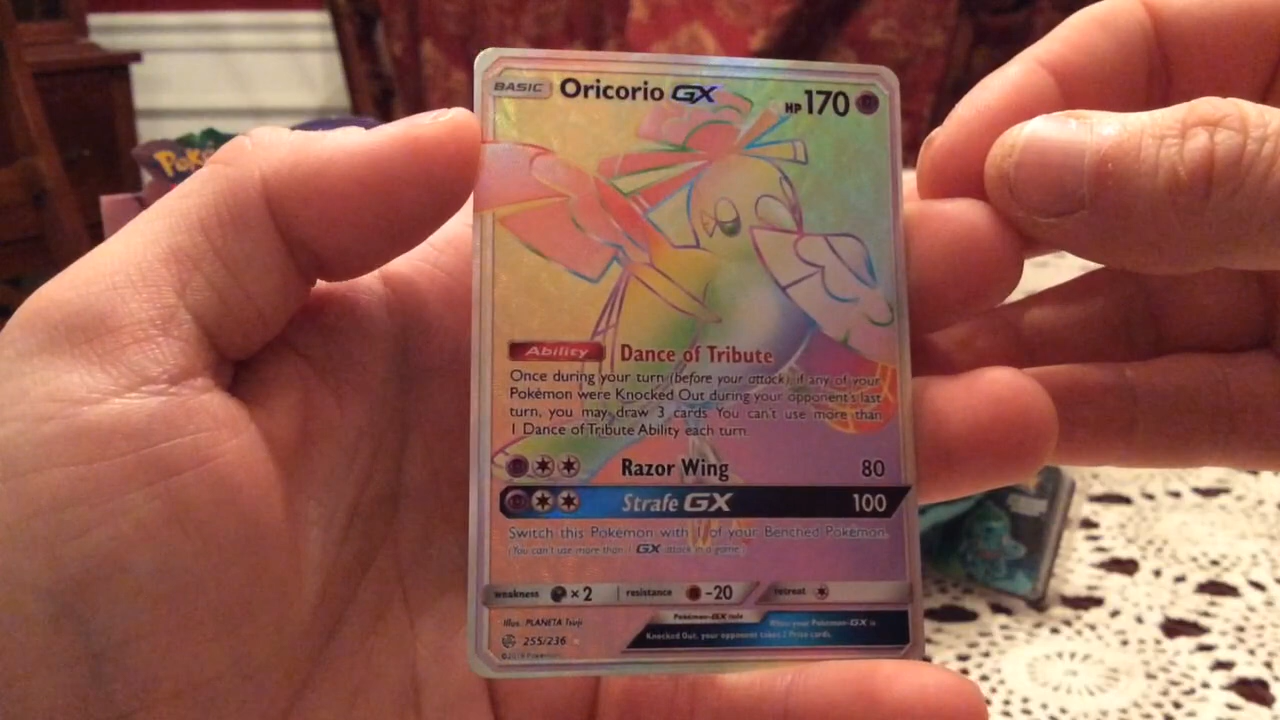 BASIC Oricorio GX HP 170
Poké
Ability Dance of Tribute
Once during your turn (before your attack), if any of your
Pokémon were Knocked Out during your opponent's last
turn, you may draw 3 cards. You can't use more than
1 Dance of Tribute Ability each turn.
Razor Wing 80
Strafe GX 100
Switch this Pokémon with 1 of your Benched Pokémon.
(You can't use more than 1 GX attack in a game.)
weakness ×2 resistance -20 retreat
Illus. PLANETA Tsuji
Pokémon-GX rule
When your Pokémon-GX is
Knocked Out, your opponent takes 2 Prize cards.
255/236
©2019 Pokémon